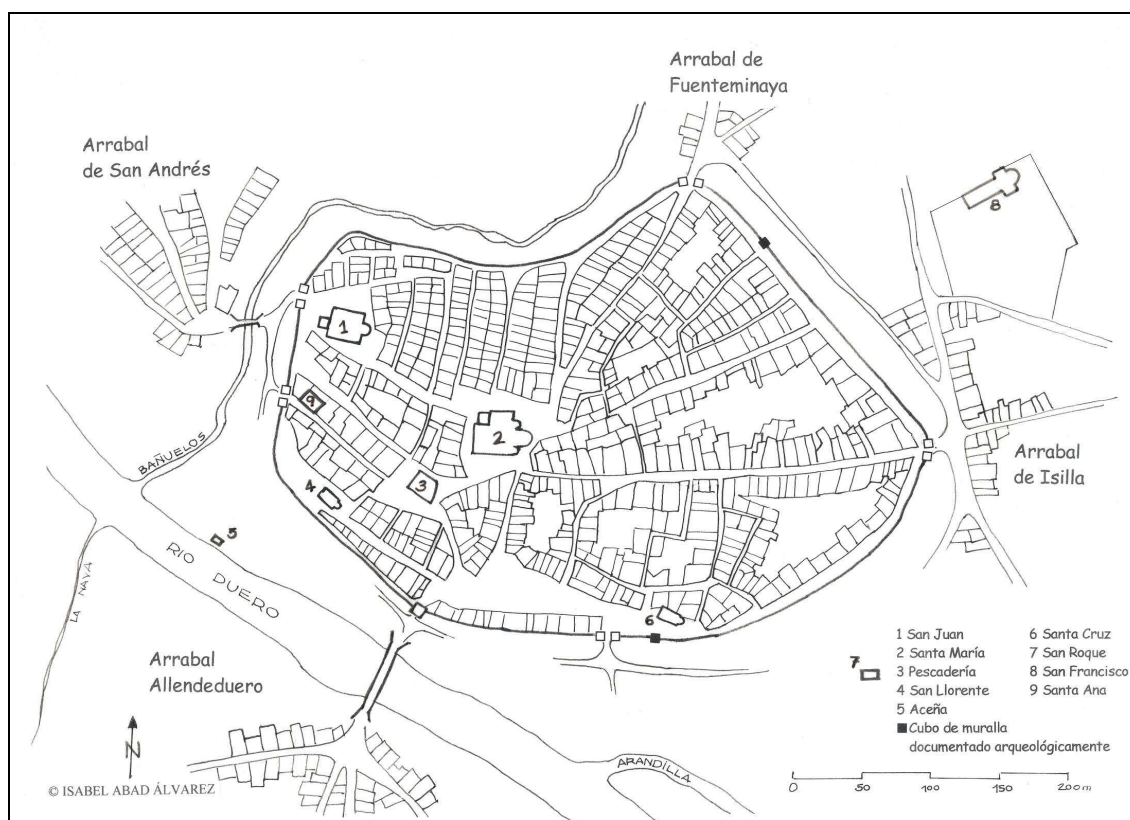 Arrabal de
Fuenteminaya
Arrabal
de San Andrés
8
1
9
2
BAÑUELOS
4
3
Arrabal
de Isilla
5
RIO DUERO
LA NAVA
6
Arrabal
Allendeduero
7
1 San Juan
2 Santa María
3 Pescadería
4 San Llorente
5 Aceña
6 Santa Cruz
7 San Roque
8 San Francisco
9 Santa Ana
Cubo de muralla
documentado arqueológicamente
N
ARANDILLA
© ISABEL ABAD ÁLVAREZ
0 50 100 150 200 m